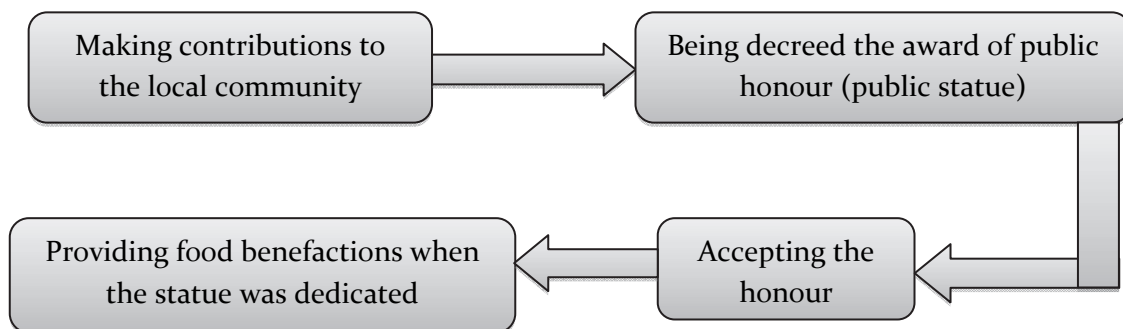 Making contributions to
the local community
Being decreed the award of public
honour (public statue)
Accepting the
honour
Providing food benefactions when
the statue was dedicated